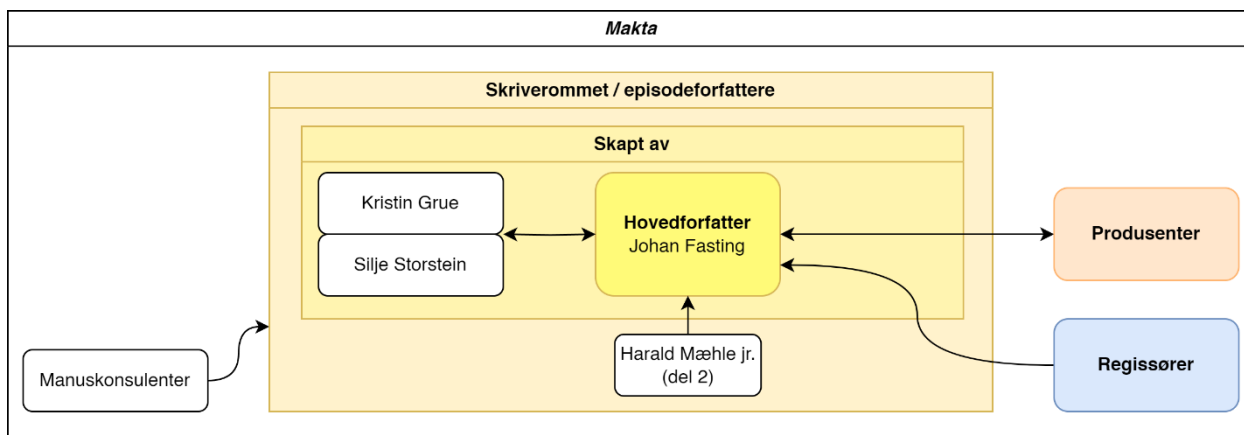 Makta
Skriverommet / episodeforfattere
Skapt av
Kristin Grue
Silje Storstein
Hovedforfatter
Johan Fasting
Produsenter
Harald Mæhle jr.
(del 2)
Manuskonsulenter
Regissører